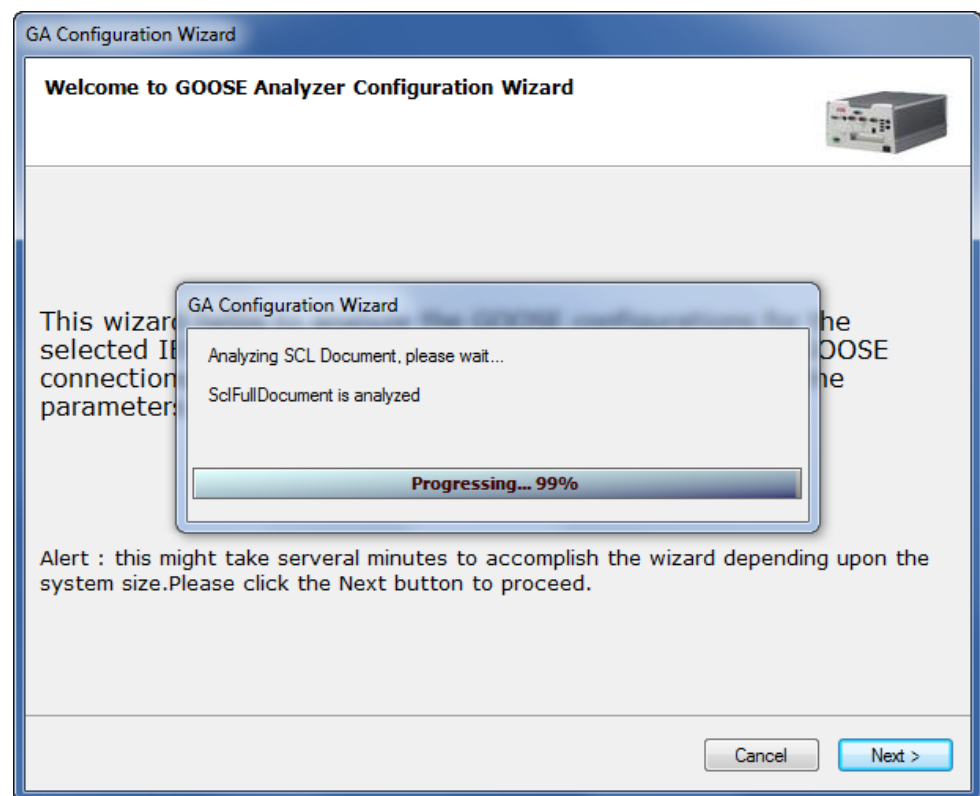 GA Configuration Wizard
Welcome to GOOSE Analyzer Configuration Wizard
This wizard the
selected IE OOSE
connection
parameters
GA Configuration Wizard
Analyzing SCL Document, please wait...
SclFullDocument is analyzed
Progressing... 99%
Alert : this might take serveral minutes to accomplish the wizard depending upon the
system size.Please click the Next button to proceed.
Cancel
Next >